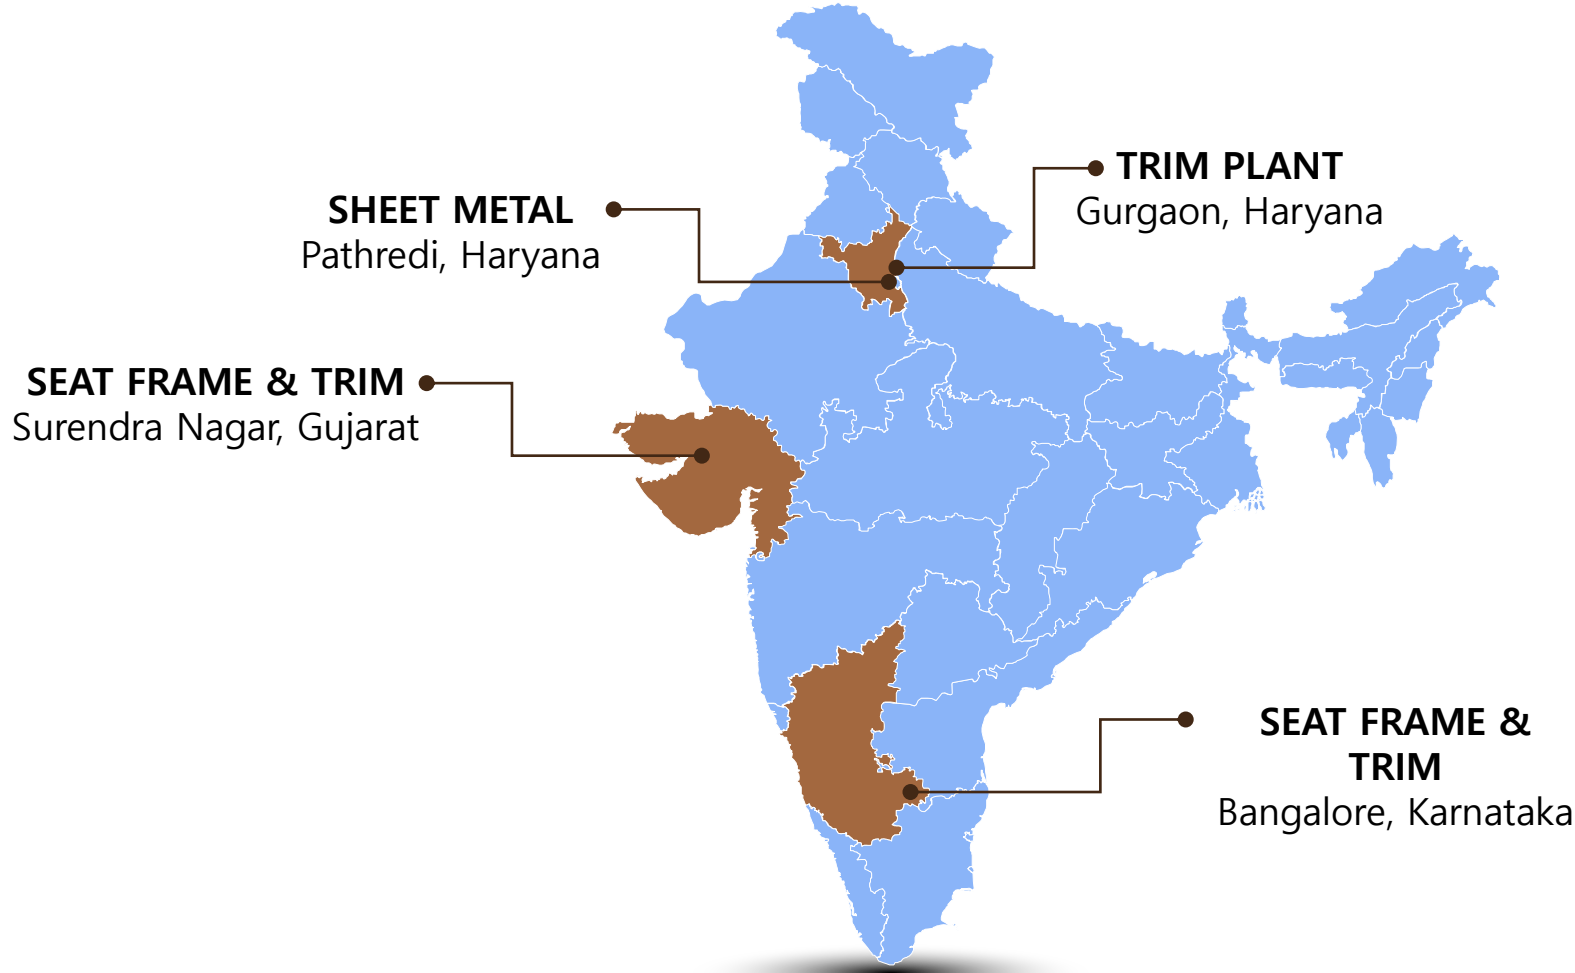 TRIM PLANT
Gurgaon, Haryana
SHEET METAL
Pathredi, Haryana
SEAT FRAME & TRIM
Surendra Nagar, Gujarat
SEAT FRAME &
TRIM
Bangalore, Karnataka